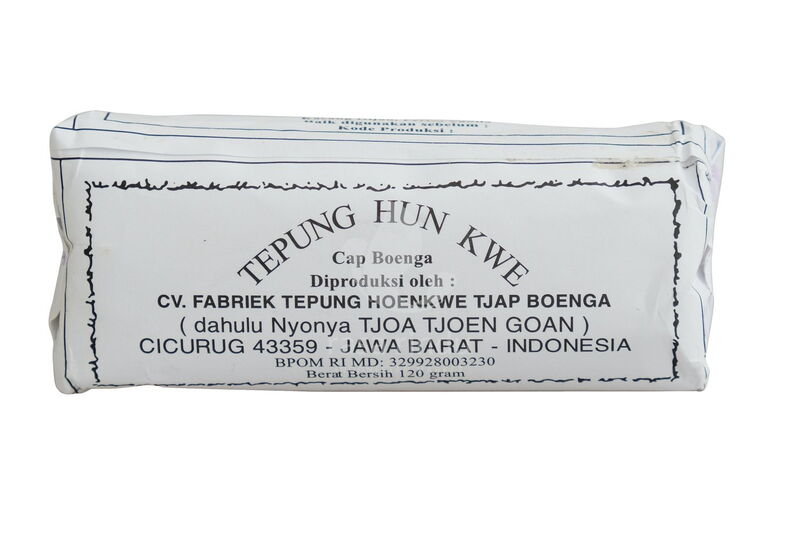 Baik digunakan sebelum :
Kode Produksi :
TEPUNG HUN KWE
Cap Boenga
Diproduksi oleh :
CV. FABRIEK TEPUNG HOENKWE TJAP BOENGA
( dahulu Nyonya TJOA TJOEN GOAN )
CICURUG 43359 - JAWA BARAT - INDONESIA
BPOM RI MD: 329928003230
Berat Bersih 120 gram